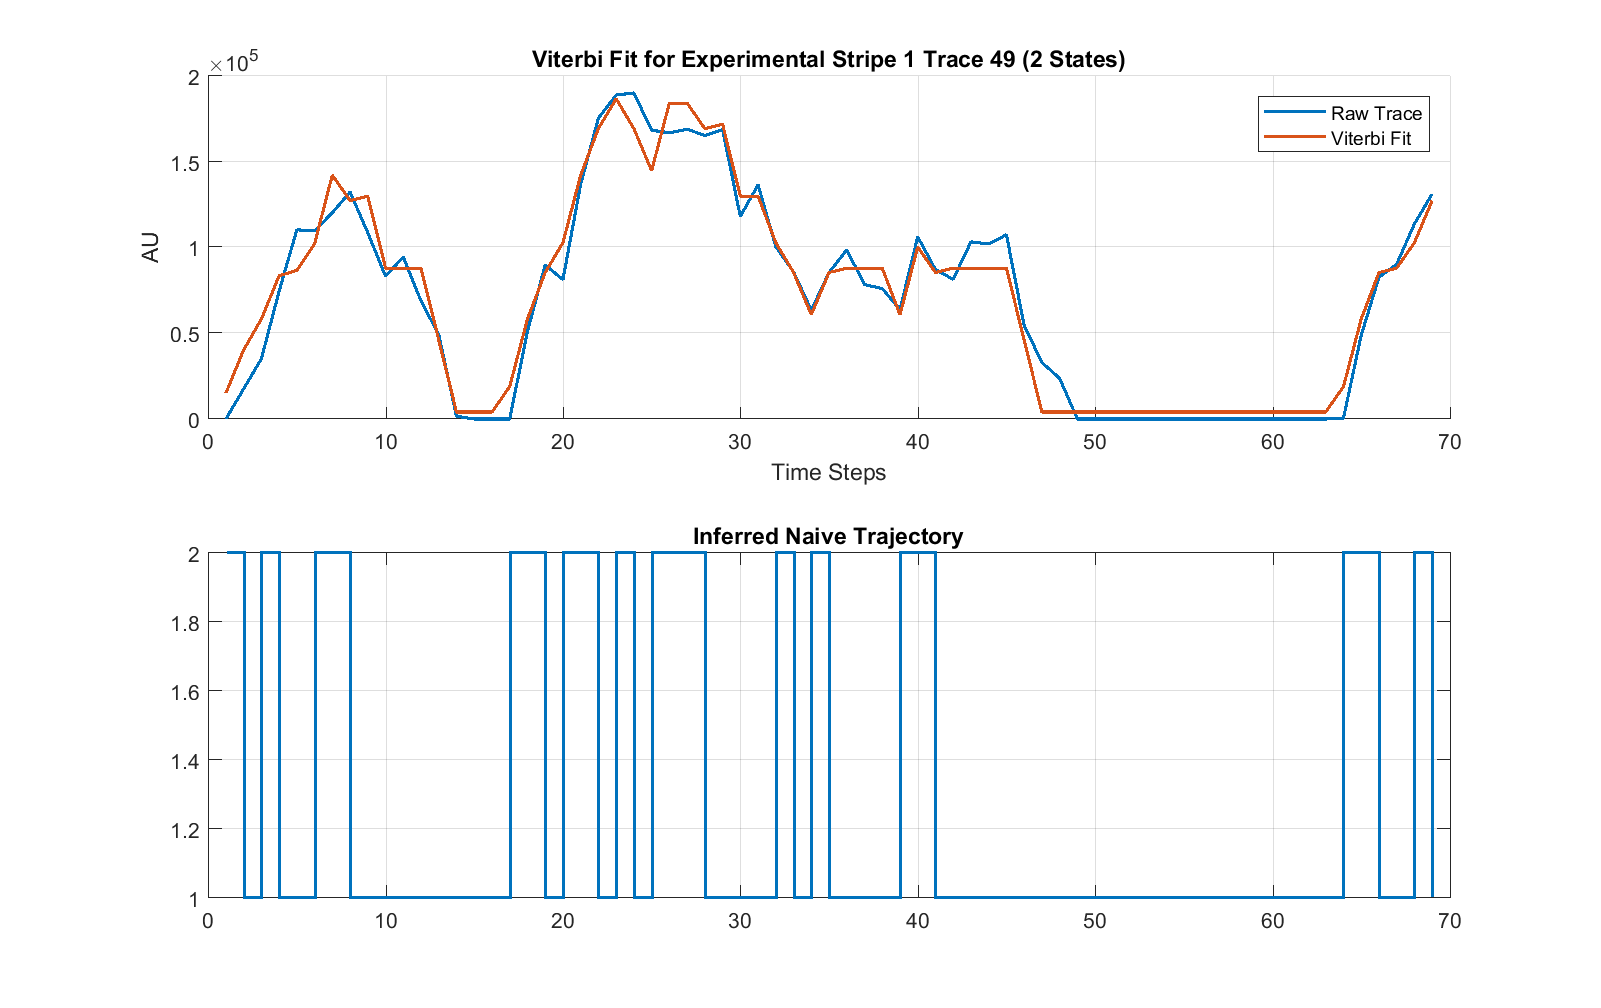 Viterbi Fit for Experimental Stripe 1 Trace 49 (2 States)
×10^5
2
1.5
1
0.5
0
AU
Raw Trace
Viterbi Fit
0 10 20 30 40 50 60 70
Time Steps
Inferred Naive Trajectory
2
1.8
1.6
1.4
1.2
1
0 10 20 30 40 50 60 70